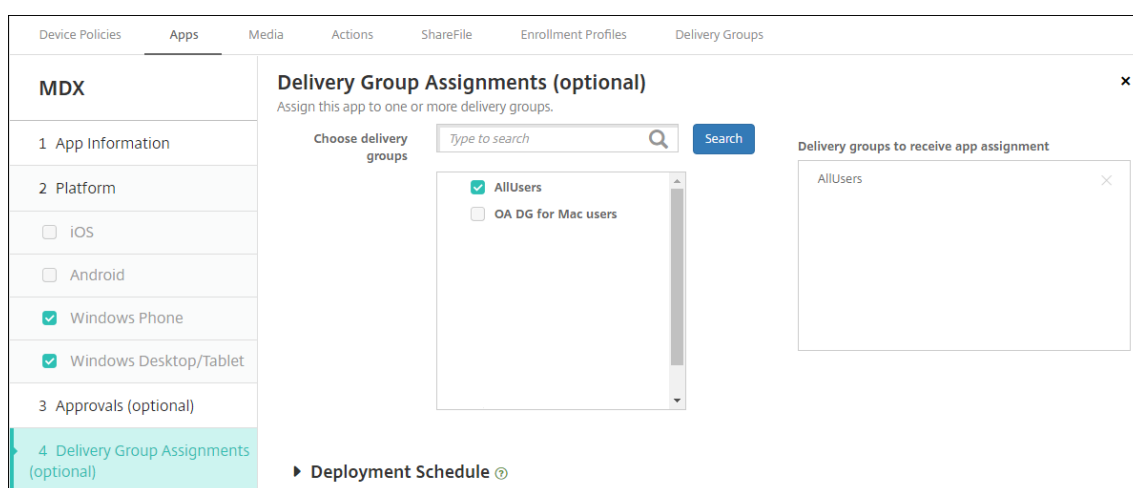 Device Policies Apps Media Actions ShareFile Enrollment Profiles Delivery Groups
MDX
1 App Information
2 Platform
iOS
Android
Windows Phone
Windows Desktop/Tablet
3 Approvals (optional)
4 Delivery Group Assignments
(optional)
Delivery Group Assignments (optional)
Assign this app to one or more delivery groups.
Choose delivery
groups
Type to search
Search
AllUsers
OA DG for Mac users
Delivery groups to receive app assignment
AllUsers
Deployment Schedule